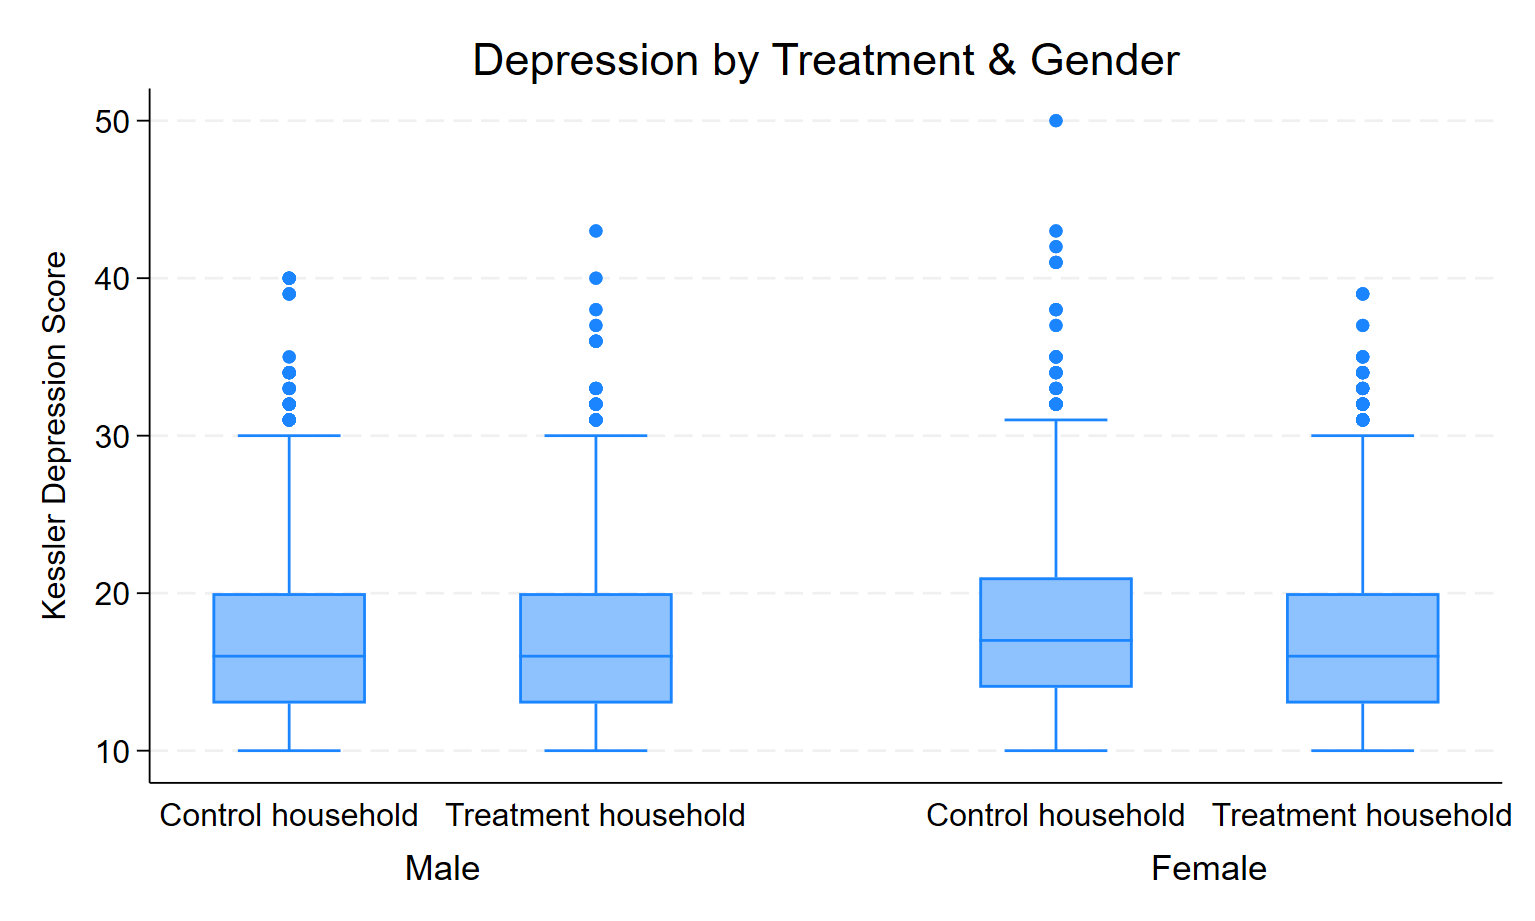 Depression by Treatment & Gender
Kessler Depression Score
50
40
30
20
10
Control household Treatment household Control household Treatment household
Male Female